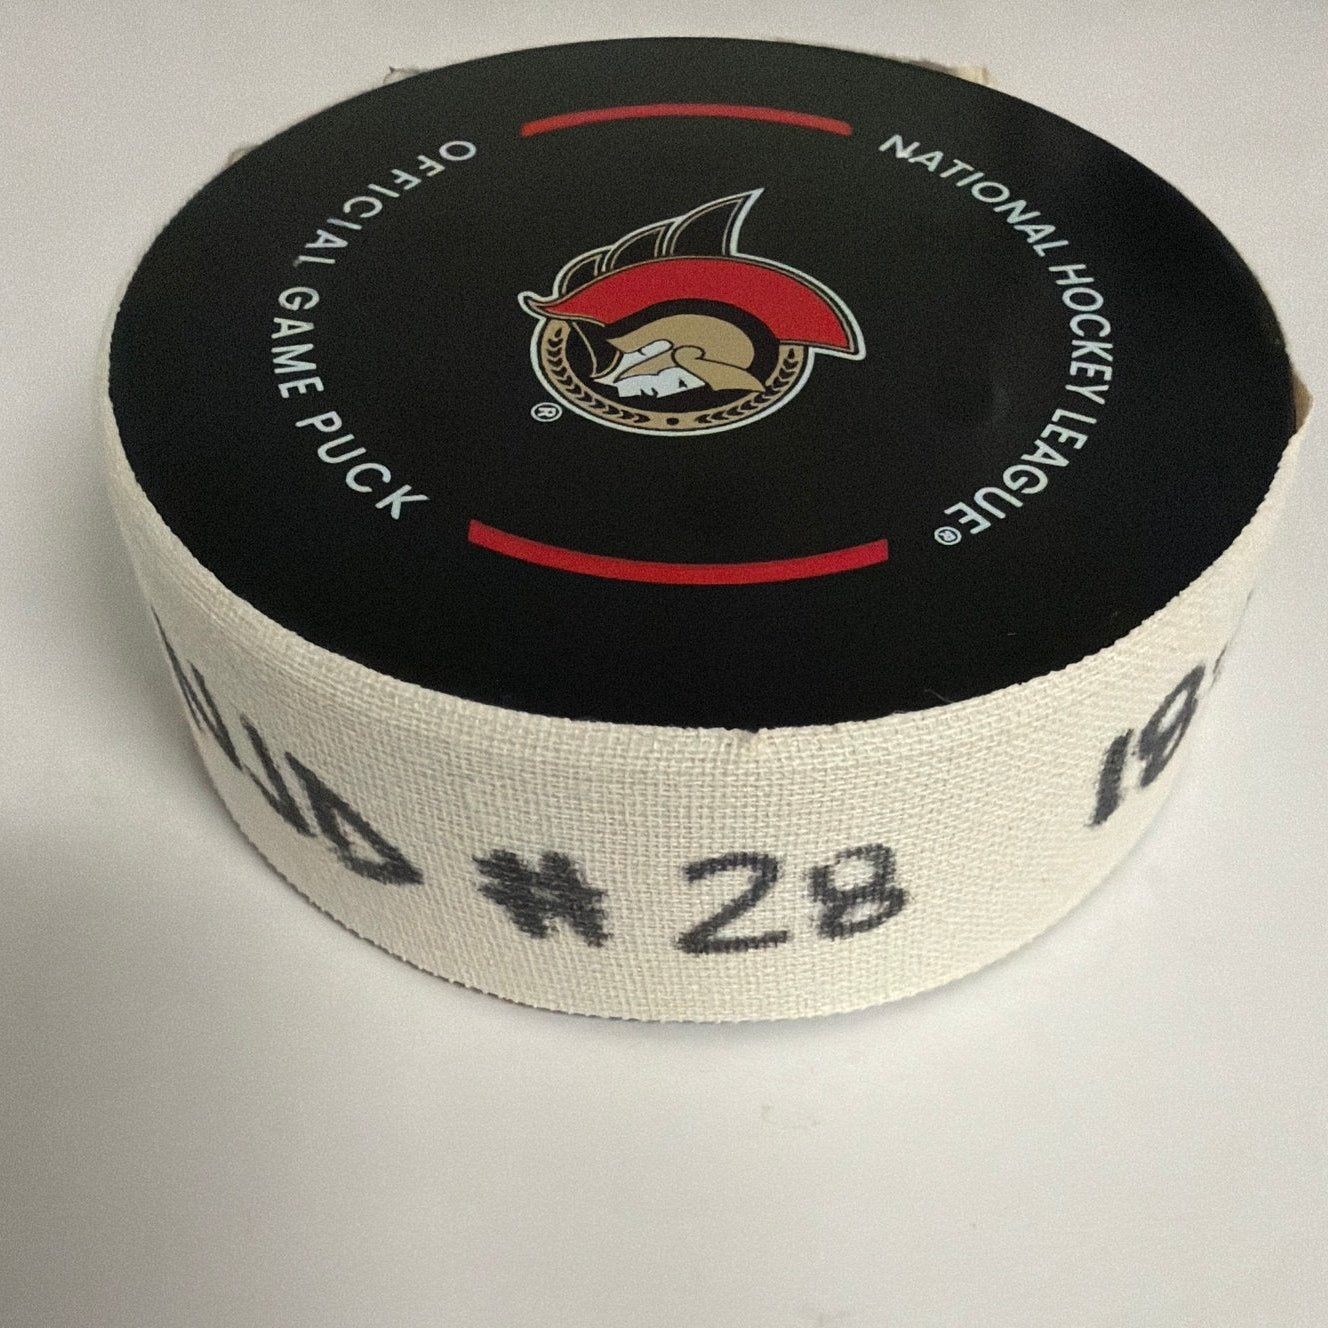 OFFICIAL GAME PUCK
NATIONAL HOCKEY LEAGUE®
®
# 28